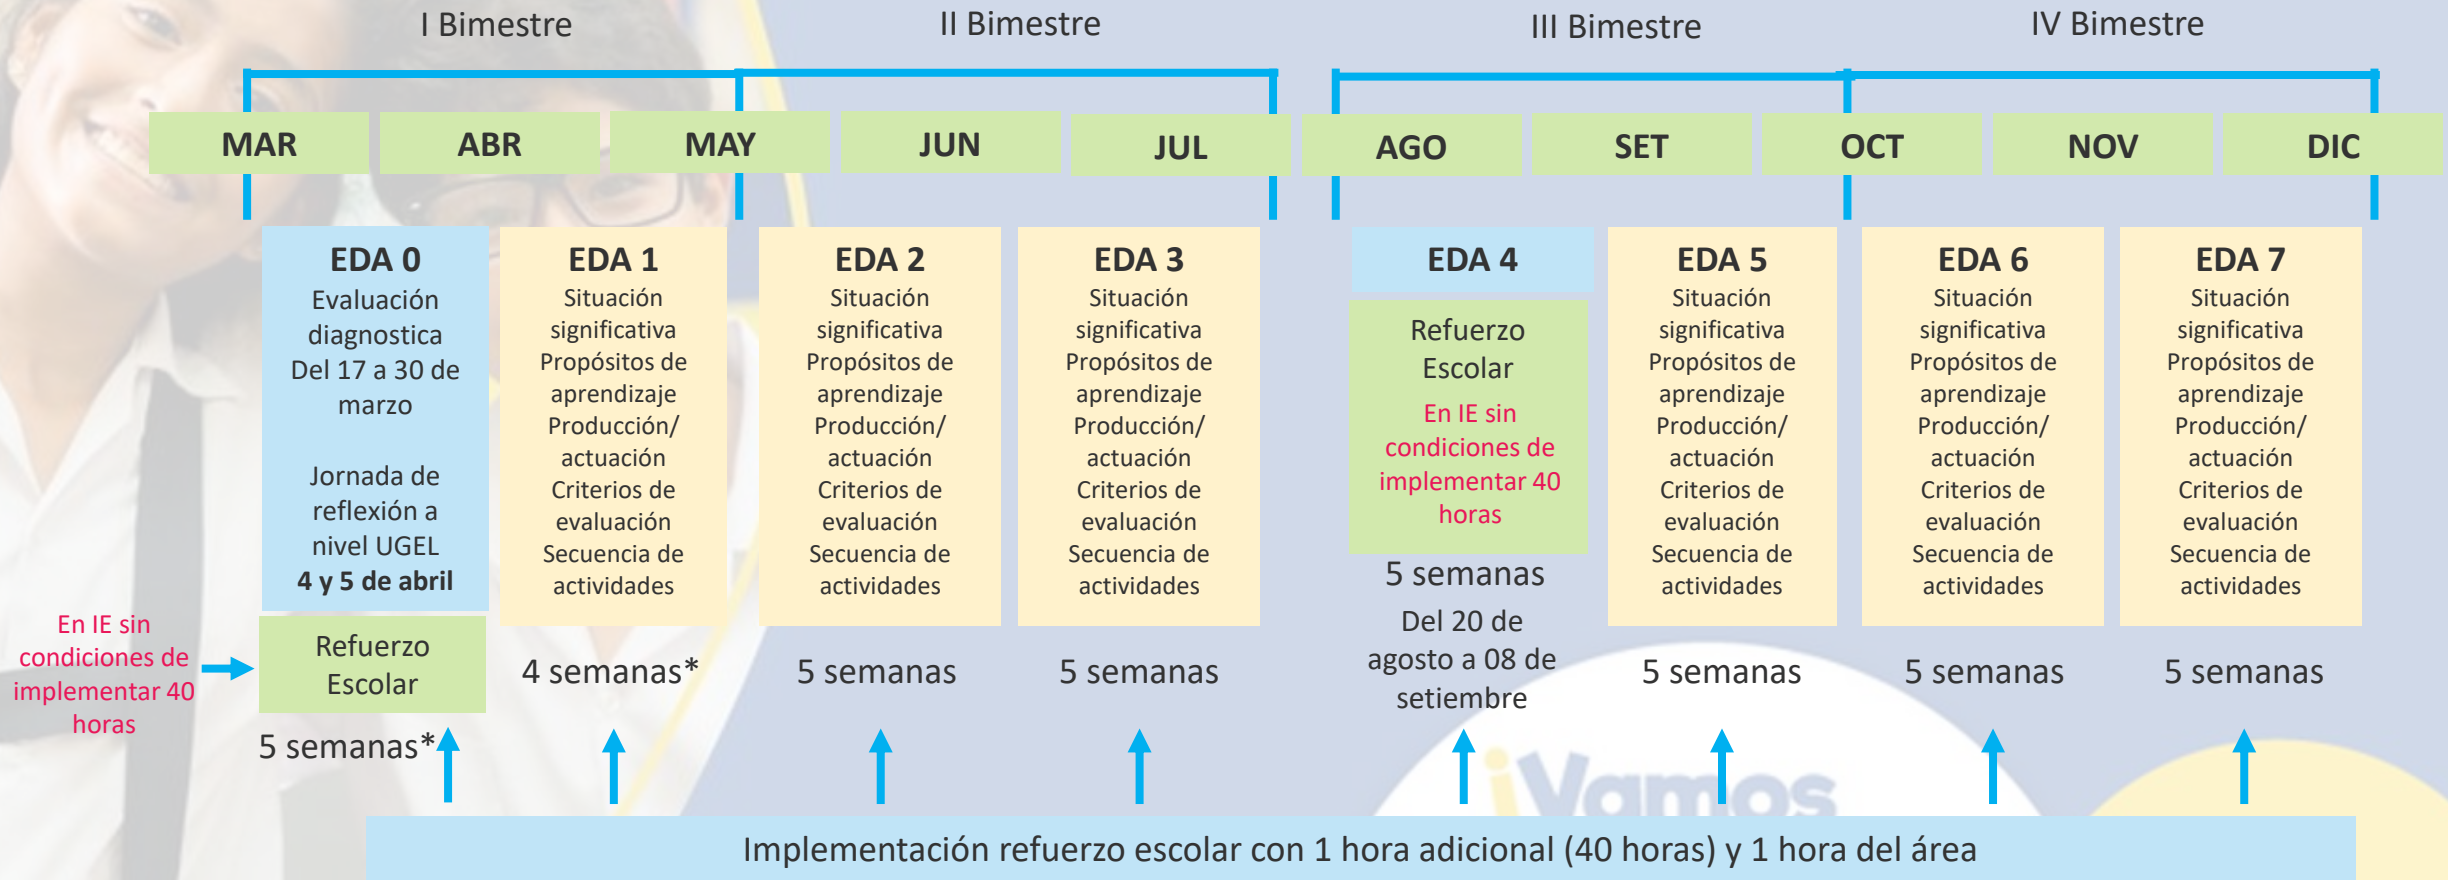 I Bimestre
II Bimestre
III Bimestre
IV Bimestre
MAR
ABR
MAY
JUN
JUL
AGO
SET
OCT
NOV
DIC
EDA 0
Evaluación
diagnostica
Del 17 a 30 de
marzo
Jornada de
reflexión a
nivel UGEL
4 y 5 de abril
En IE sin
condiciones de
implementar 40
horas
Refuerzo
Escolar
5 semanas*
EDA 1
Situación
significativa
Propósitos de
aprendizaje
Producción/
actuación
Criterios de
evaluación
Secuencia de
actividades
4 semanas*
EDA 2
Situación
significativa
Propósitos de
aprendizaje
Producción/
actuación
Criterios de
evaluación
Secuencia de
actividades
5 semanas
EDA 3
Situación
significativa
Propósitos de
aprendizaje
Producción/
actuación
Criterios de
evaluación
Secuencia de
actividades
5 semanas
EDA 4
Refuerzo
Escolar
En IE sin
condiciones de
implementar 40
horas
5 semanas
Del 20 de
agosto a 08 de
setiembre
EDA 5
Situación
significativa
Propósitos de
aprendizaje
Producción/
actuación
Criterios de
evaluación
Secuencia de
actividades
5 semanas
EDA 6
Situación
significativa
Propósitos de
aprendizaje
Producción/
actuación
Criterios de
evaluación
Secuencia de
actividades
5 semanas
EDA 7
Situación
significativa
Propósitos de
aprendizaje
Producción/
actuación
Criterios de
evaluación
Secuencia de
actividades
5 semanas
¡Vamos
Implementación refuerzo escolar con 1 hora adicional (40 horas) y 1 hora del área